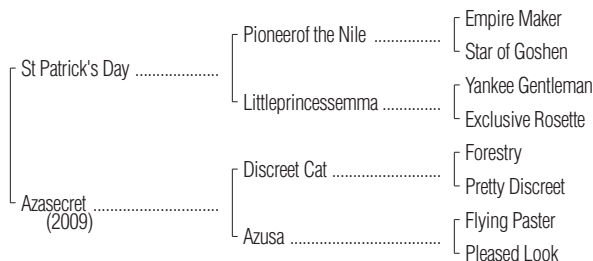 Empire Maker
Pioneerof the Nile ................
Star of Goshen
St Patrick's Day .....................
Yankee Gentleman
Littleprincessemma ..............
Exclusive Rosette
Forestry
Discreet Cat ..........................
Pretty Discreet
Azasecret ................................
(2009)
Flying Paster
Azusa .....................................
Pleased Look